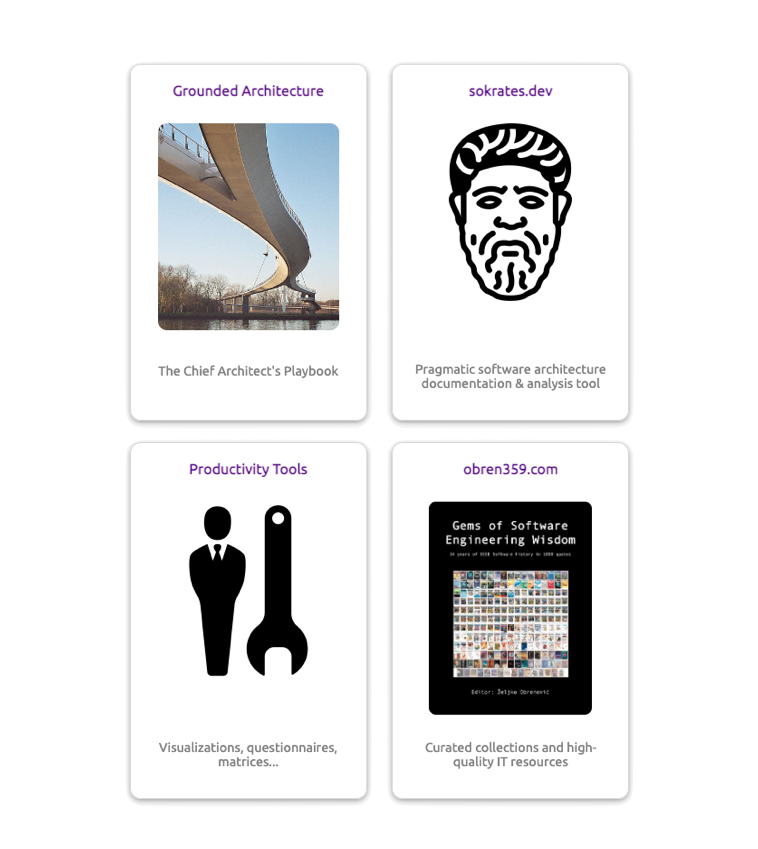 Grounded Architecture
The Chief Architect's Playbook
sokrates.dev
Pragmatic software architecture
documentation & analysis tool
Productivity Tools
Visualizations, questionnaires,
matrices...
obren359.com
Gems of Software
Engineering Wisdom
34 years of IEEE Software History in 1000 quotes
Editor: Željko Obrenović
Curated collections and high-
quality IT resources